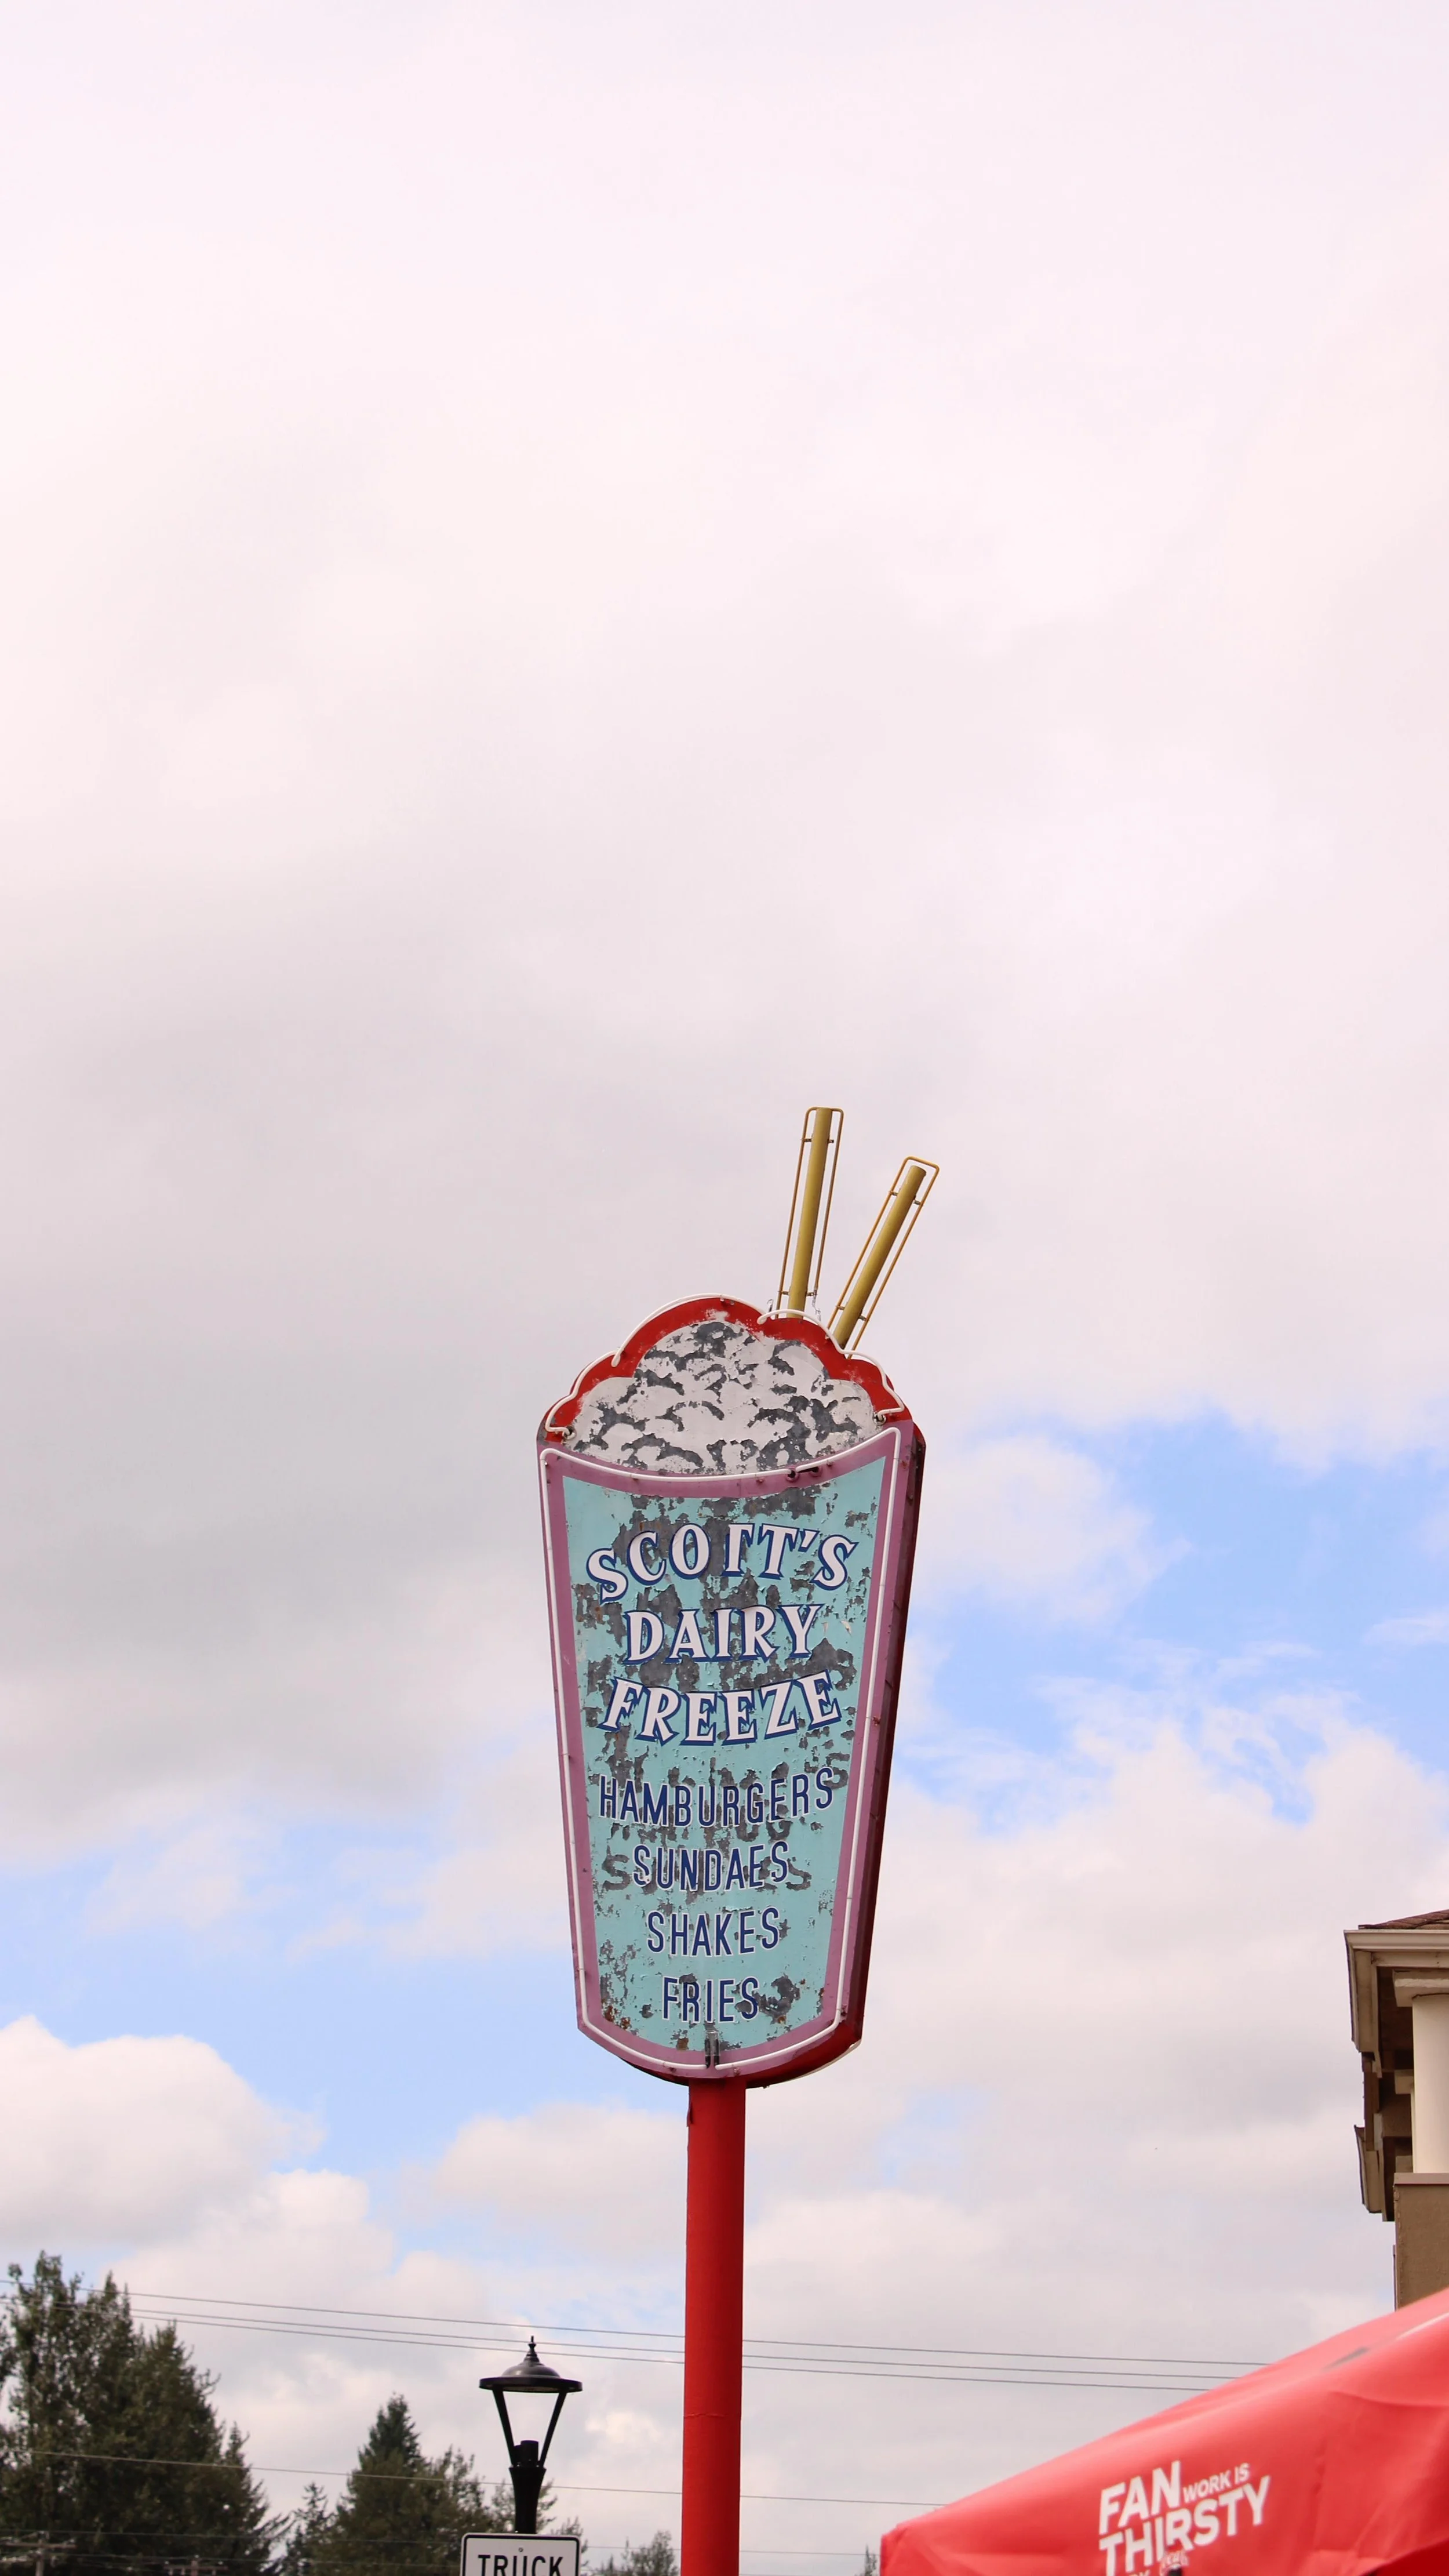 SCOTT'S
DAIRY
FREEZE
HAMBURGERS
SUNDAES
SHAKES
FRIES
TRUCK
FAN WORK IS
THIRSTY